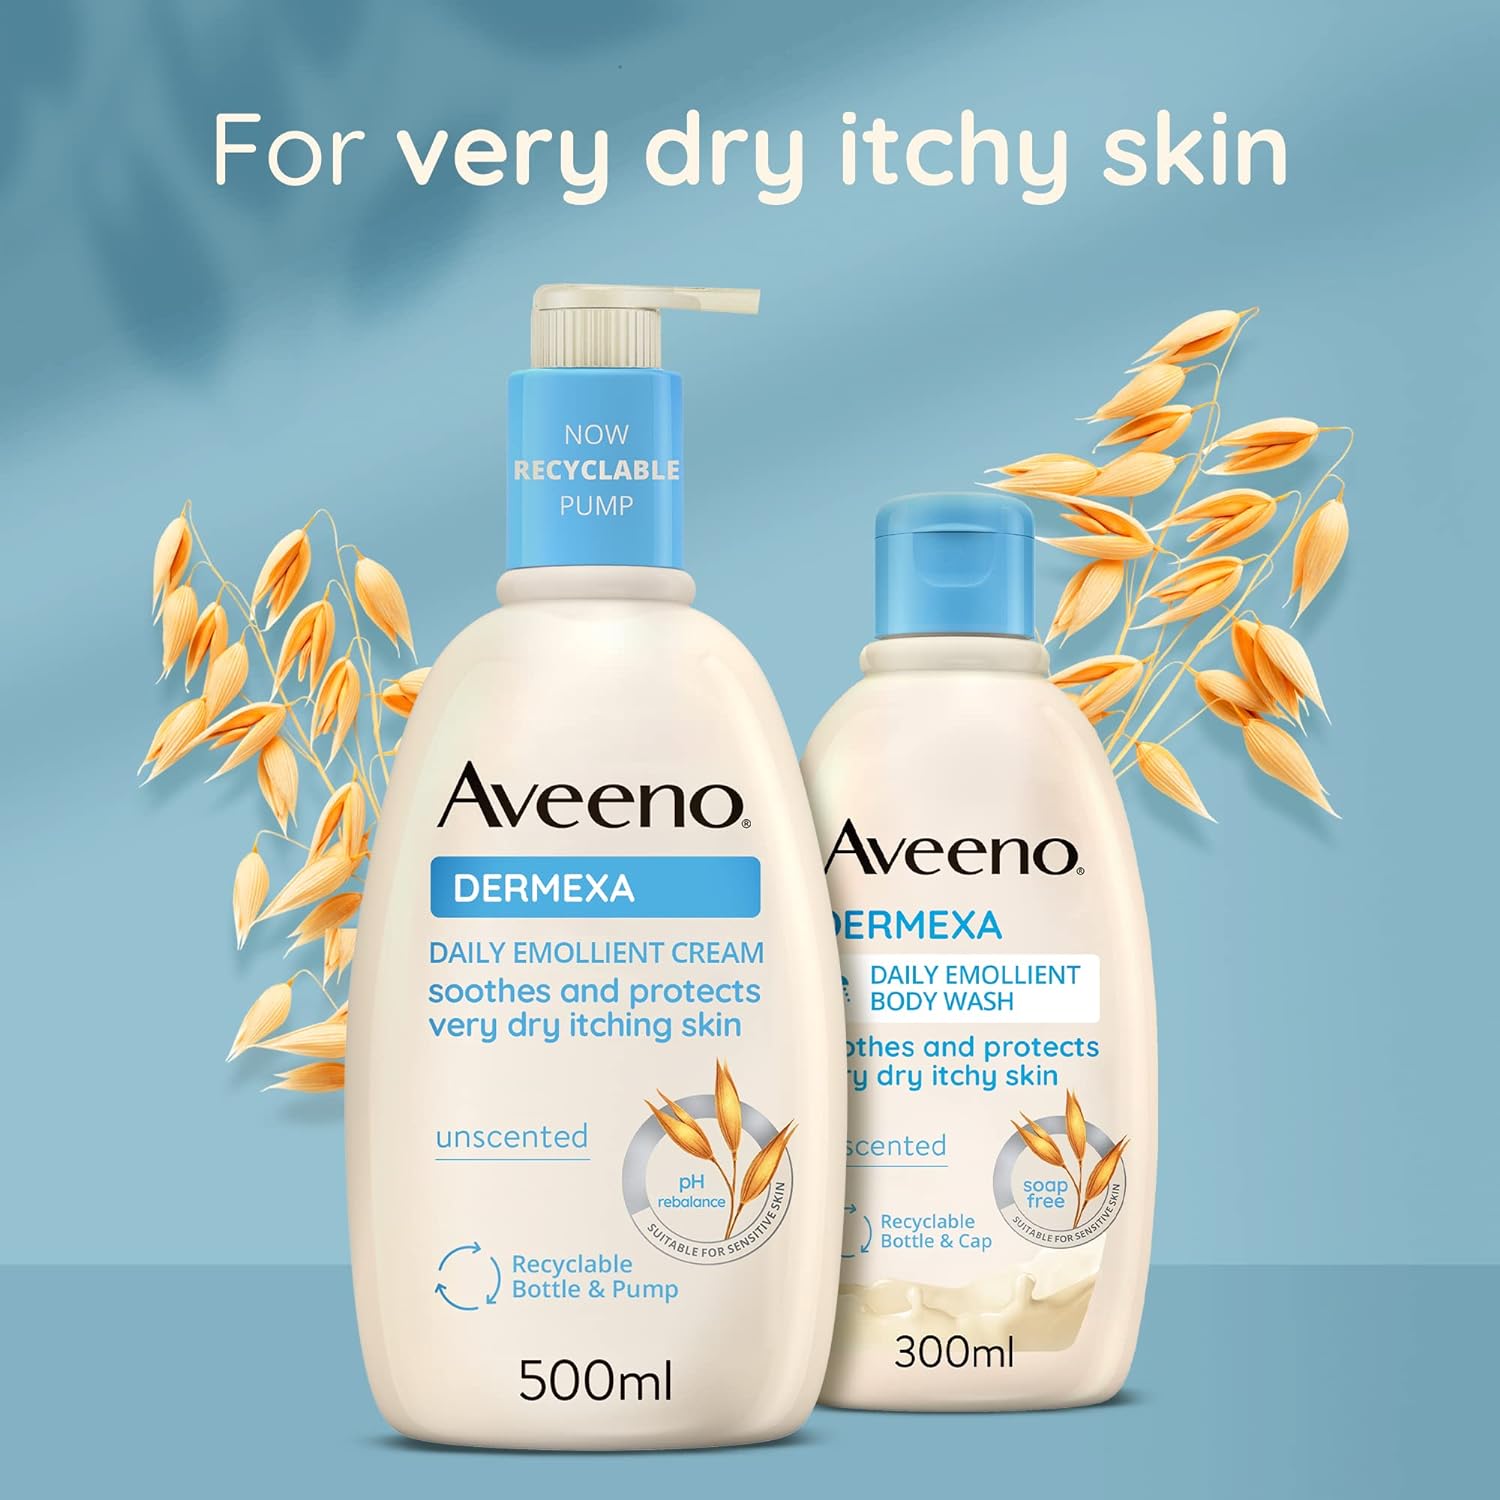 For very dry itchy skin
NOW
RECYCLABLE
PUMP
Aveeno®
DERMEXA
DAILY EMOLLIENT CREAM
soothes and protects
very dry itching skin
unscented
pH
rebalance
SUITABLE FOR SENSITIVE SKIN
Recyclable
Bottle & Pump
500ml
Aveeno®
DERMEXA
DAILY EMOLLIENT
BODY WASH
othes and protects
ry dry itchy skin
scented
soap
free
SUITABLE FOR SENSITIVE SKIN
Recyclable
Bottle & Cap
300ml